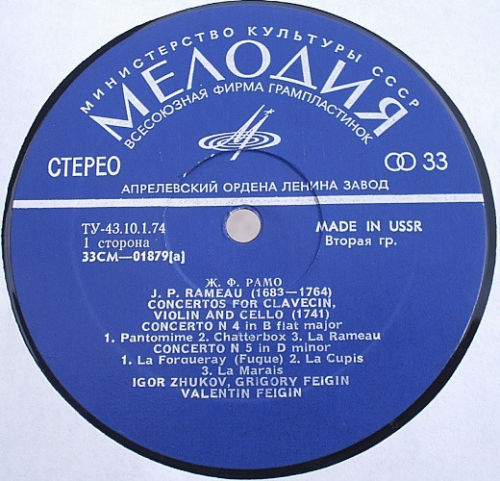 МИНИСТЕРСТВО КУЛЬТУРЫ СССР
МЕЛОДИЯ
ВСЕСОЮЗНАЯ ФИРМА ГРАМПЛАСТИНОК
СТЕРЕО
33
АПРЕЛЕВСКИЙ ОРДЕНА ЛЕНИНА ЗАВОД
ТУ-43.10.1.74
MADE IN USSR
1 сторона
Вторая гр.
33СМ—01879(а)
Ж. Ф. РАМО
J. P. RAMEAU (1683—1764)
CONCERTOS FOR CLAVECIN,
VIOLIN AND CELLO (1741)
CONCERTO N 4 in B flat major
1. Pantomime 2. Chatterbox 3. La Rameau
CONCERTO N 5 in D minor
1. La Forqueray (Fugue) 2. La Cupis
3. La Marais
IGOR ZHUKOV, GRIGORY FEIGIN
VALENTIN FEIGIN